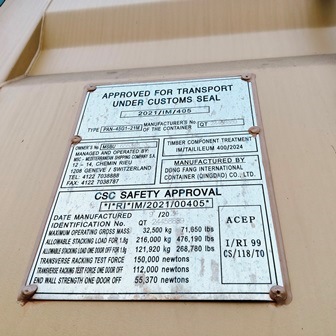 APPROVED FOR TRANSPORT
UNDER CUSTOMS SEAL
2021/IM/405
TYPE PAN-4SG1-21M MANUFACTURER'S No OF THE CONTAINER QT
OWNER'S No MSBU
MANAGED AND OPERATED BY:
MSC - MEDITERRANEAN SHIPPING COMPANY S.A.
12 - 14, CHEMIN RIEU
1208 GENEVE / SWITZERLAND
TEL: 4122 7038888
FAX: 4122 7038787
TIMBER COMPONENT TREATMENT
IM/TAILEUM 400/2024
MANUFACTURED BY
DONG FANG INTERNATIONAL
CONTAINER (QINGDAO) CO., LTD.
CSC SAFETY APPROVAL
"I"RI"IM/2021/00405"
DATE MANUFACTURED /20
IDENTIFICATION No. QT
MAXIMUM OPERATING GROSS MASS 32,500 kg 71,650 lbs
ALLOWABLE STACKING LOAD FOR 1.8g 216,000 kg 476,190 lbs
ALLOWABLE STACKING LOAD ONE DOOR OFF FOR 1.8g 121,920 kg 268,780 lbs
TRANSVERSE RACKING TEST FORCE 150,000 newtons
TRANSVERSE RACKING TEST FORCE ONE DOOR OFF 112,000 newtons
END WALL STRENGTH ONE DOOR OFF 55,370 newtons
ACEP
I/RI 99
CS/118/TO